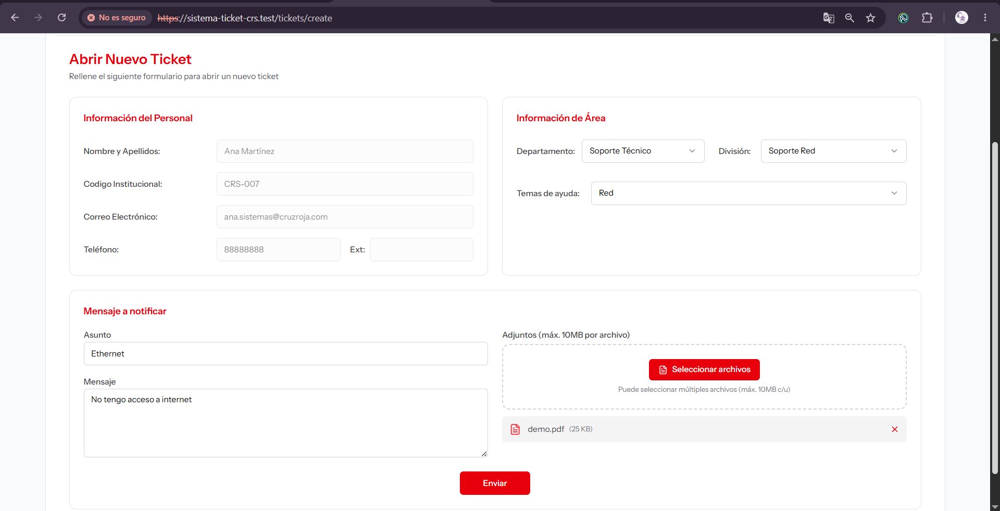 No es seguro
https://sistema-ticket-crs.test/tickets/create
Abrir Nuevo Ticket
Rellene el siguiente formulario para abrir un nuevo ticket
Información del Personal
Nombre y Apellidos:
Ana Martínez
Codigo Institucional:
CRS-007
Correo Electrónico:
ana.sistemas@cruzroja.com
Teléfono:
88888888
Ext:
Información de Área
Departamento:
Soporte Técnico
División:
Soporte Red
Temas de ayuda:
Red
Mensaje a notificar
Asunto
Ethernet
Mensaje
No tengo acceso a internet
Adjuntos (máx. 10MB por archivo)
Seleccionar archivos
Puede seleccionar múltiples archivos (máx. 10MB c/u)
demo.pdf (25 KB)
Enviar